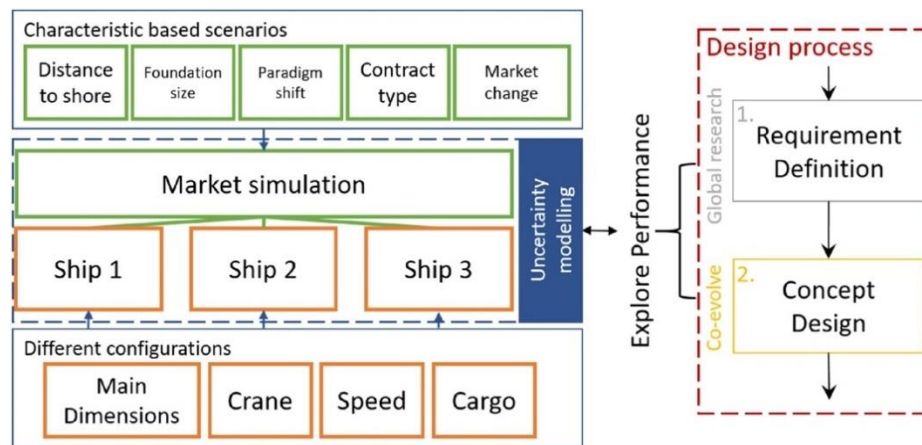 Characteristic based scenarios
Distance
to shore
Foundation
size
Paradigm
shift
Contract
type
Market
change
Market simulation
Ship 1
Ship 2
Ship 3
Uncertainty
modelling
Different configurations
Main
Dimensions
Crane
Speed
Cargo
Explore Performance
Design process
Global research
1.
Requirement
Definition
Co-evolve
2.
Concept
Design